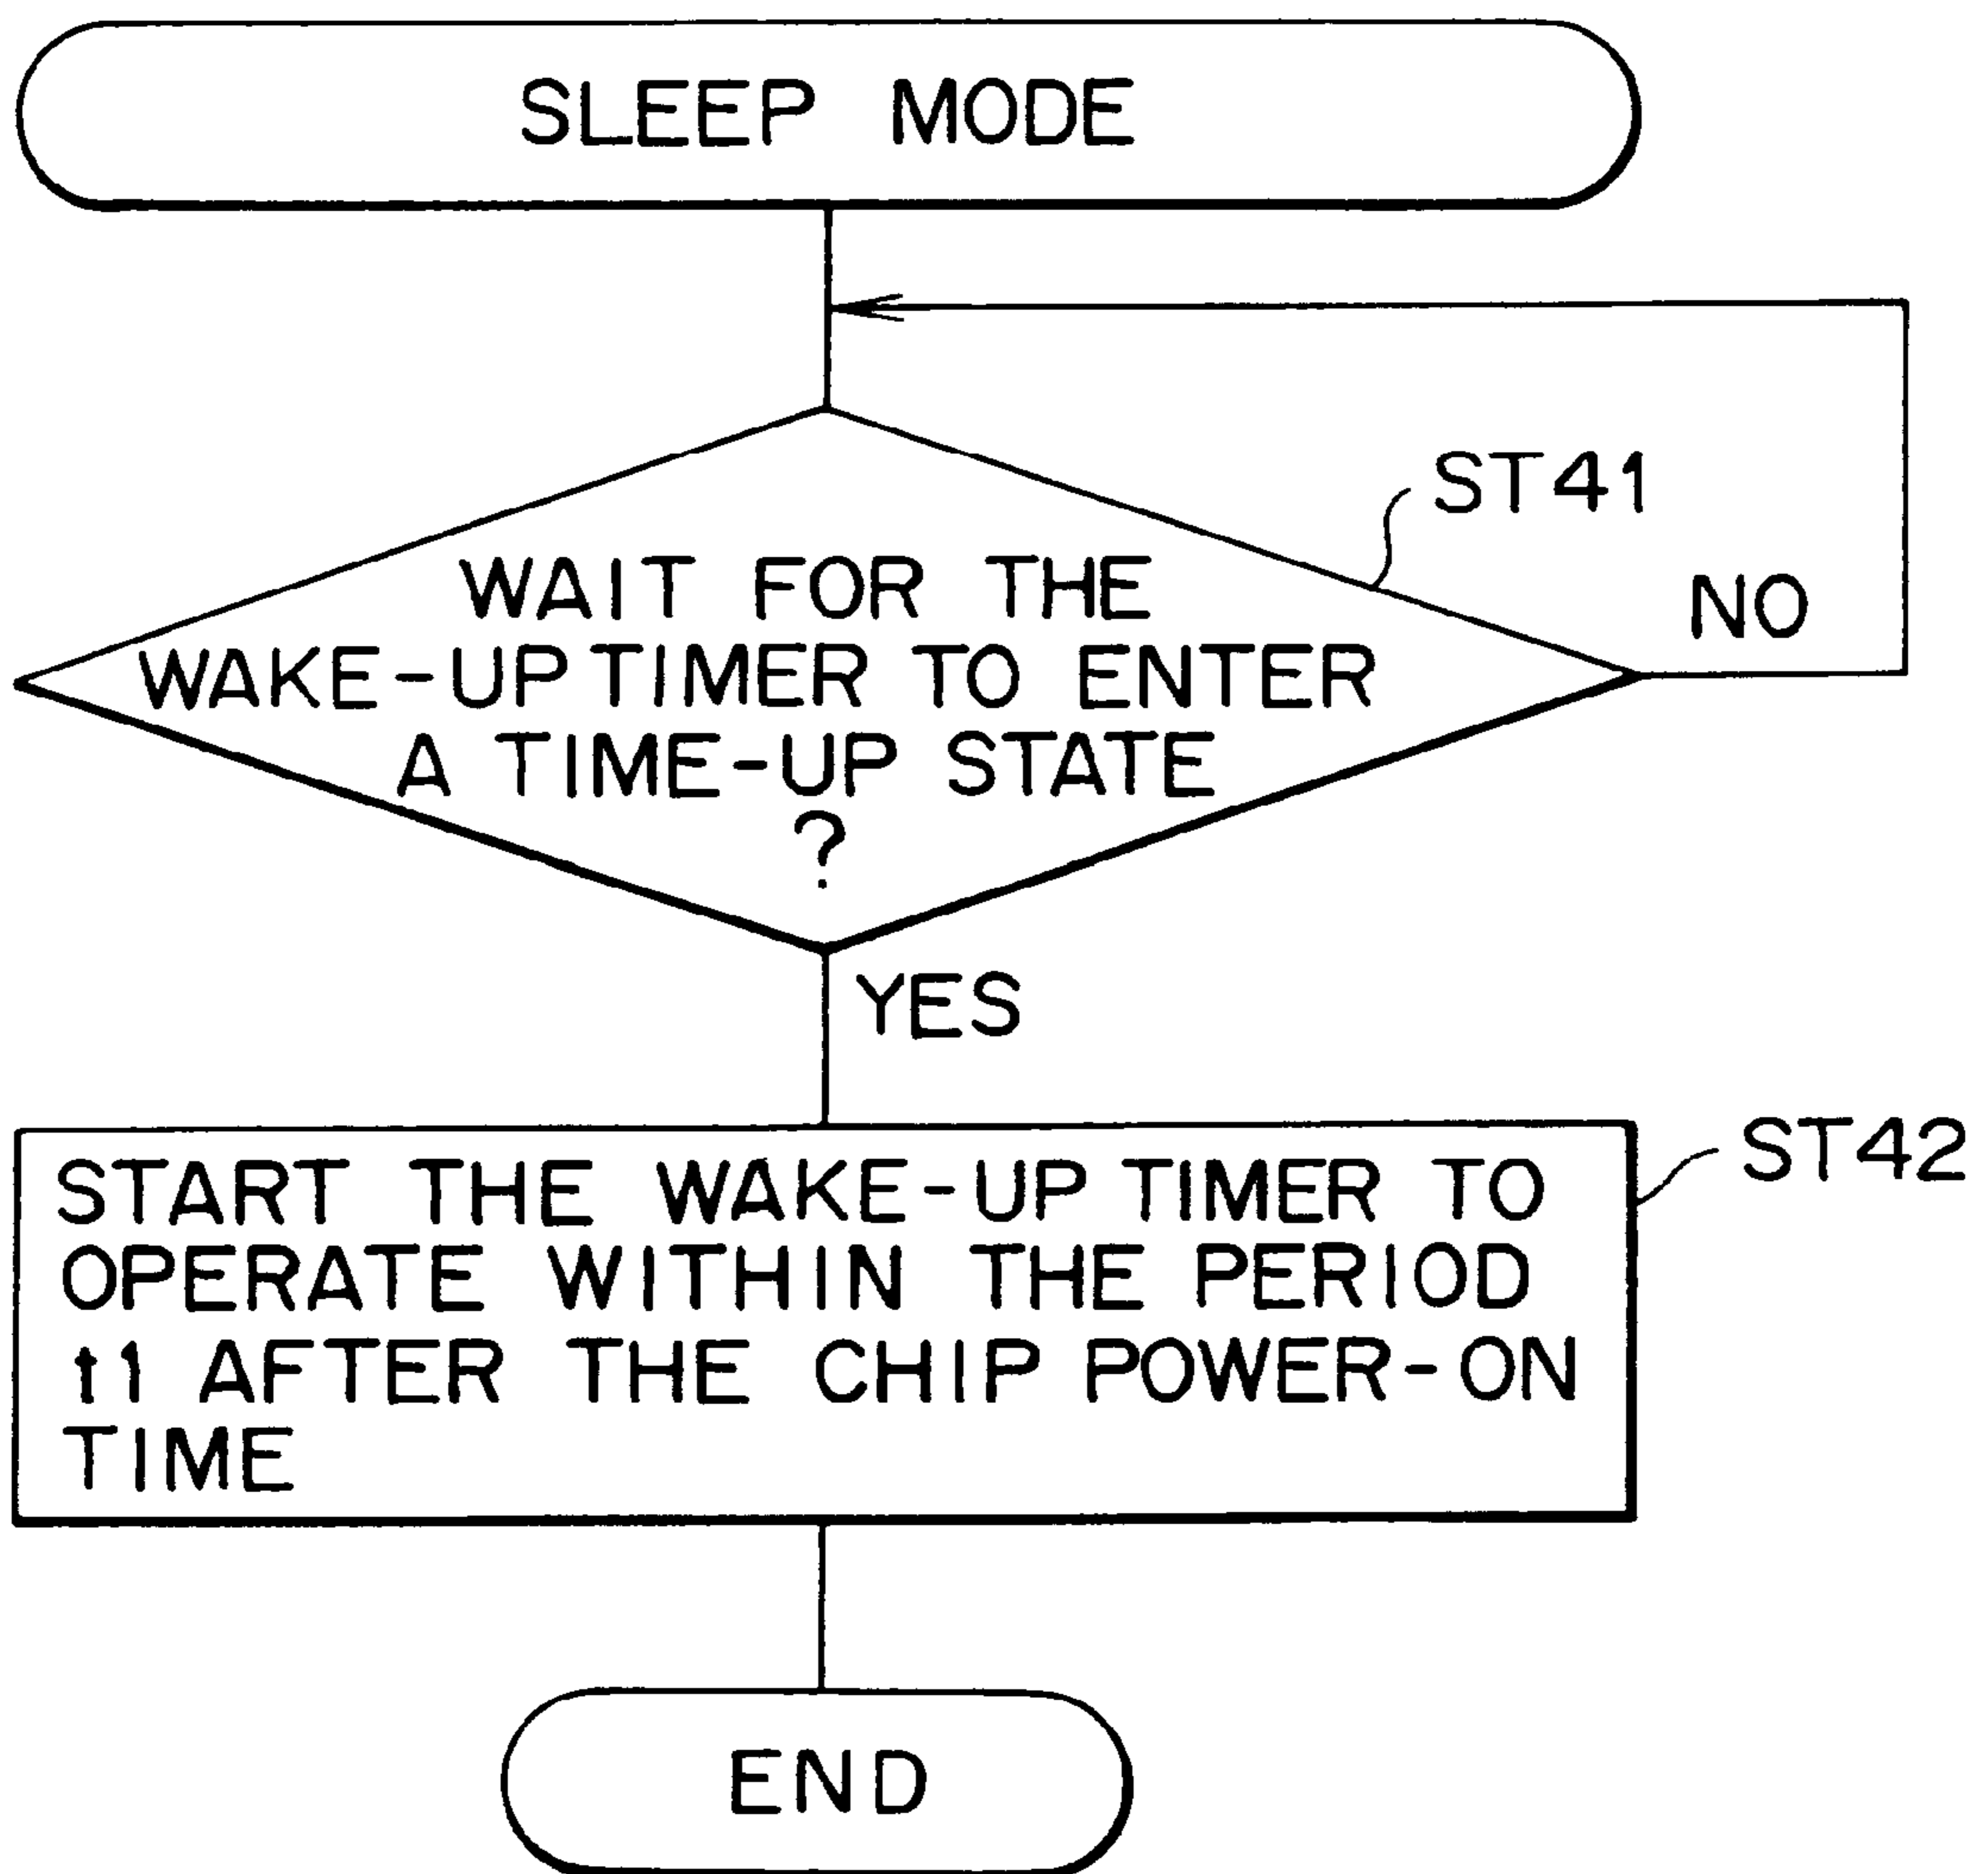 SLEEP MODE
ST41
NO
WAIT FOR THE
WAKE-UP TIMER TO ENTER
A TIME-UP STATE
?
YES
ST42
START THE WAKE-UP TIMER TO
OPERATE WITHIN THE PERIOD
t1 AFTER THE CHIP POWER-ON
TIME
END